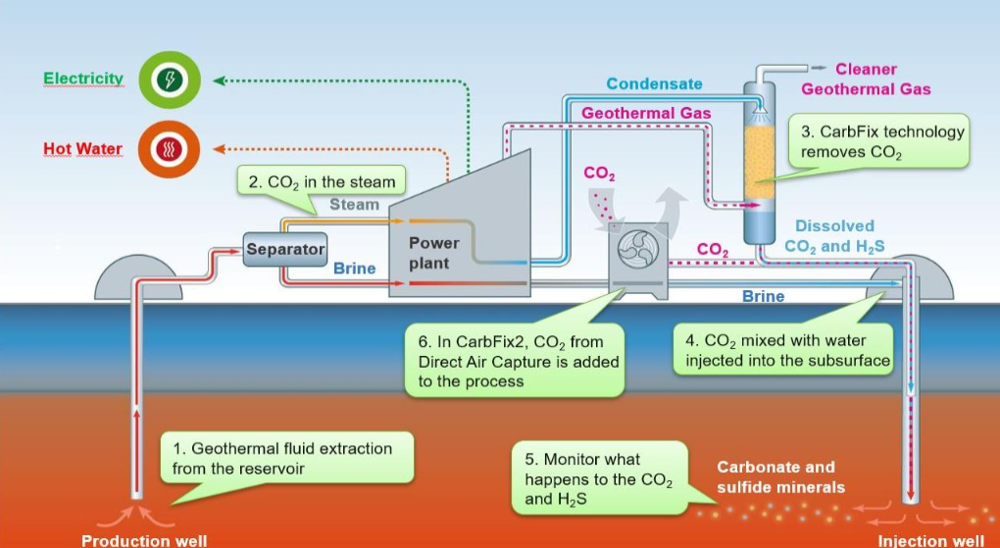 Electricity
Hot Water
2. CO₂ in the steam
Steam
Separator
Brine
Power
plant
Condensate
Geothermal Gas
CO₂
CO₂
Cleaner
Geothermal Gas
3. CarbFix technology
removes CO₂
Dissolved
CO₂ and H₂S
Brine
6. In CarbFix2, CO₂ from
Direct Air Capture is added
to the process
4. CO₂ mixed with water
injected into the subsurface
1. Geothermal fluid extraction
from the reservoir
5. Monitor what
happens to the CO₂
and H₂S
Carbonate and
sulfide minerals
Production well
Injection well